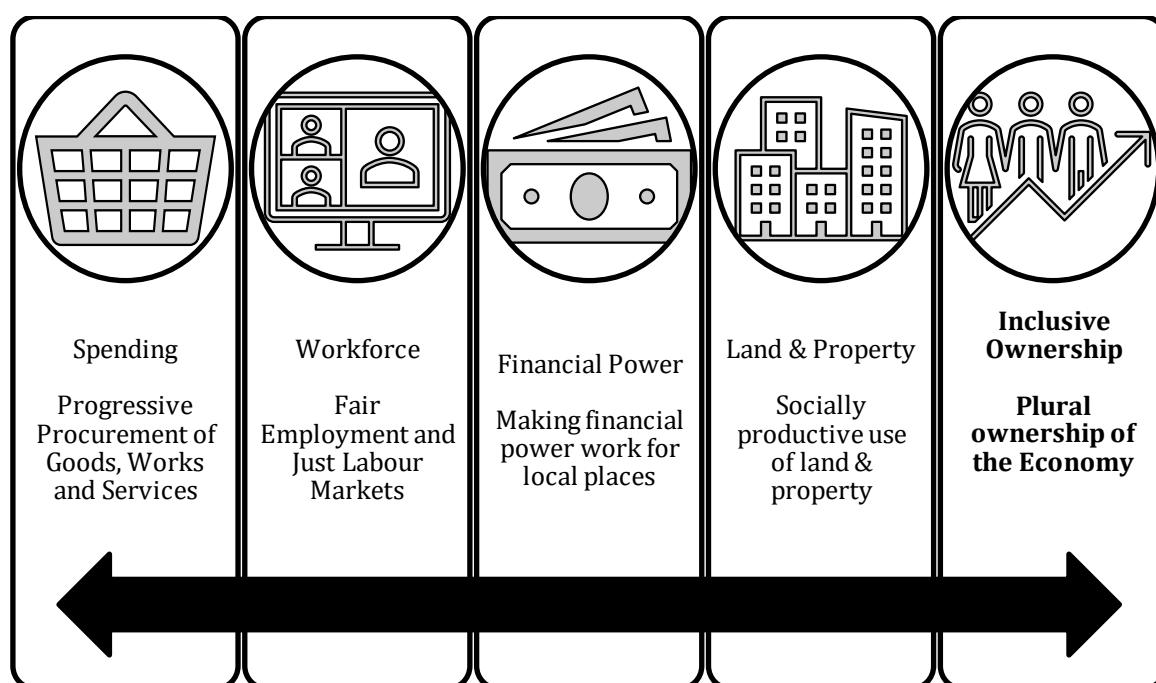 Spending
Progressive
Procurement of
Goods, Works
and Services
Workforce
Fair
Employment and
Just Labour
Markets
Financial Power
Making financial
power work for
local places
Land & Property
Socially
productive use
of land &
property
Inclusive
Ownership
Plural
ownership of
the Economy